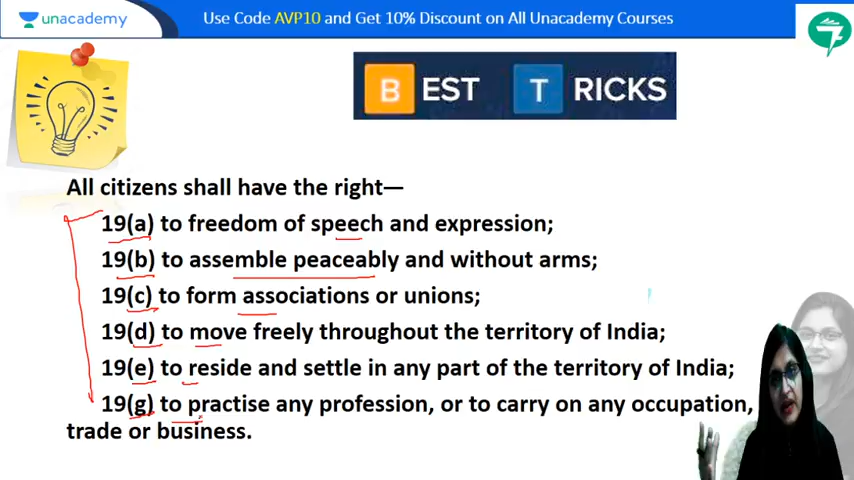 unacademy
Use Code AVP10 and Get 10% Discount on All Unacademy Courses
BEST TRICKS
All citizens shall have the right—
19(a) to freedom of speech and expression;
19(b) to assemble peaceably and without arms;
19(c) to form associations or unions;
19(d) to move freely throughout the territory of India;
19(e) to reside and settle in any part of the territory of India;
19(g) to practise any profession, or to carry on any occupation,
trade or business.